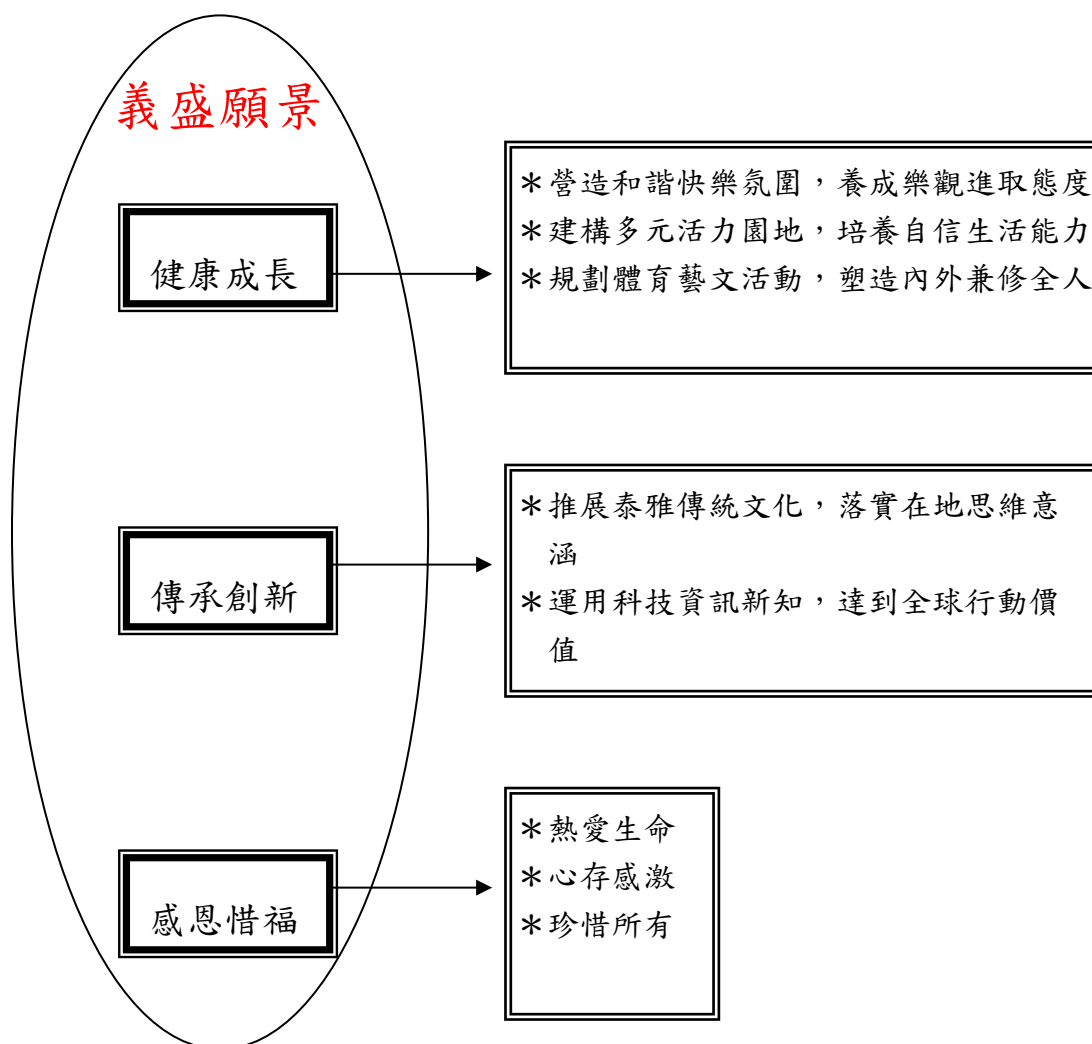 義盛願景
健康成長
＊營造和諧快樂氛圍，養成樂觀進取態度
＊建構多元活力園地，培養自信生活能力
＊規劃體育藝文活動，塑造內外兼修全人
傳承創新
＊推展泰雅傳統文化，落實在地思維意
涵
＊運用科技資訊新知，達到全球行動價
值
感恩惜福
＊熱愛生命
＊心存感激
＊珍惜所有